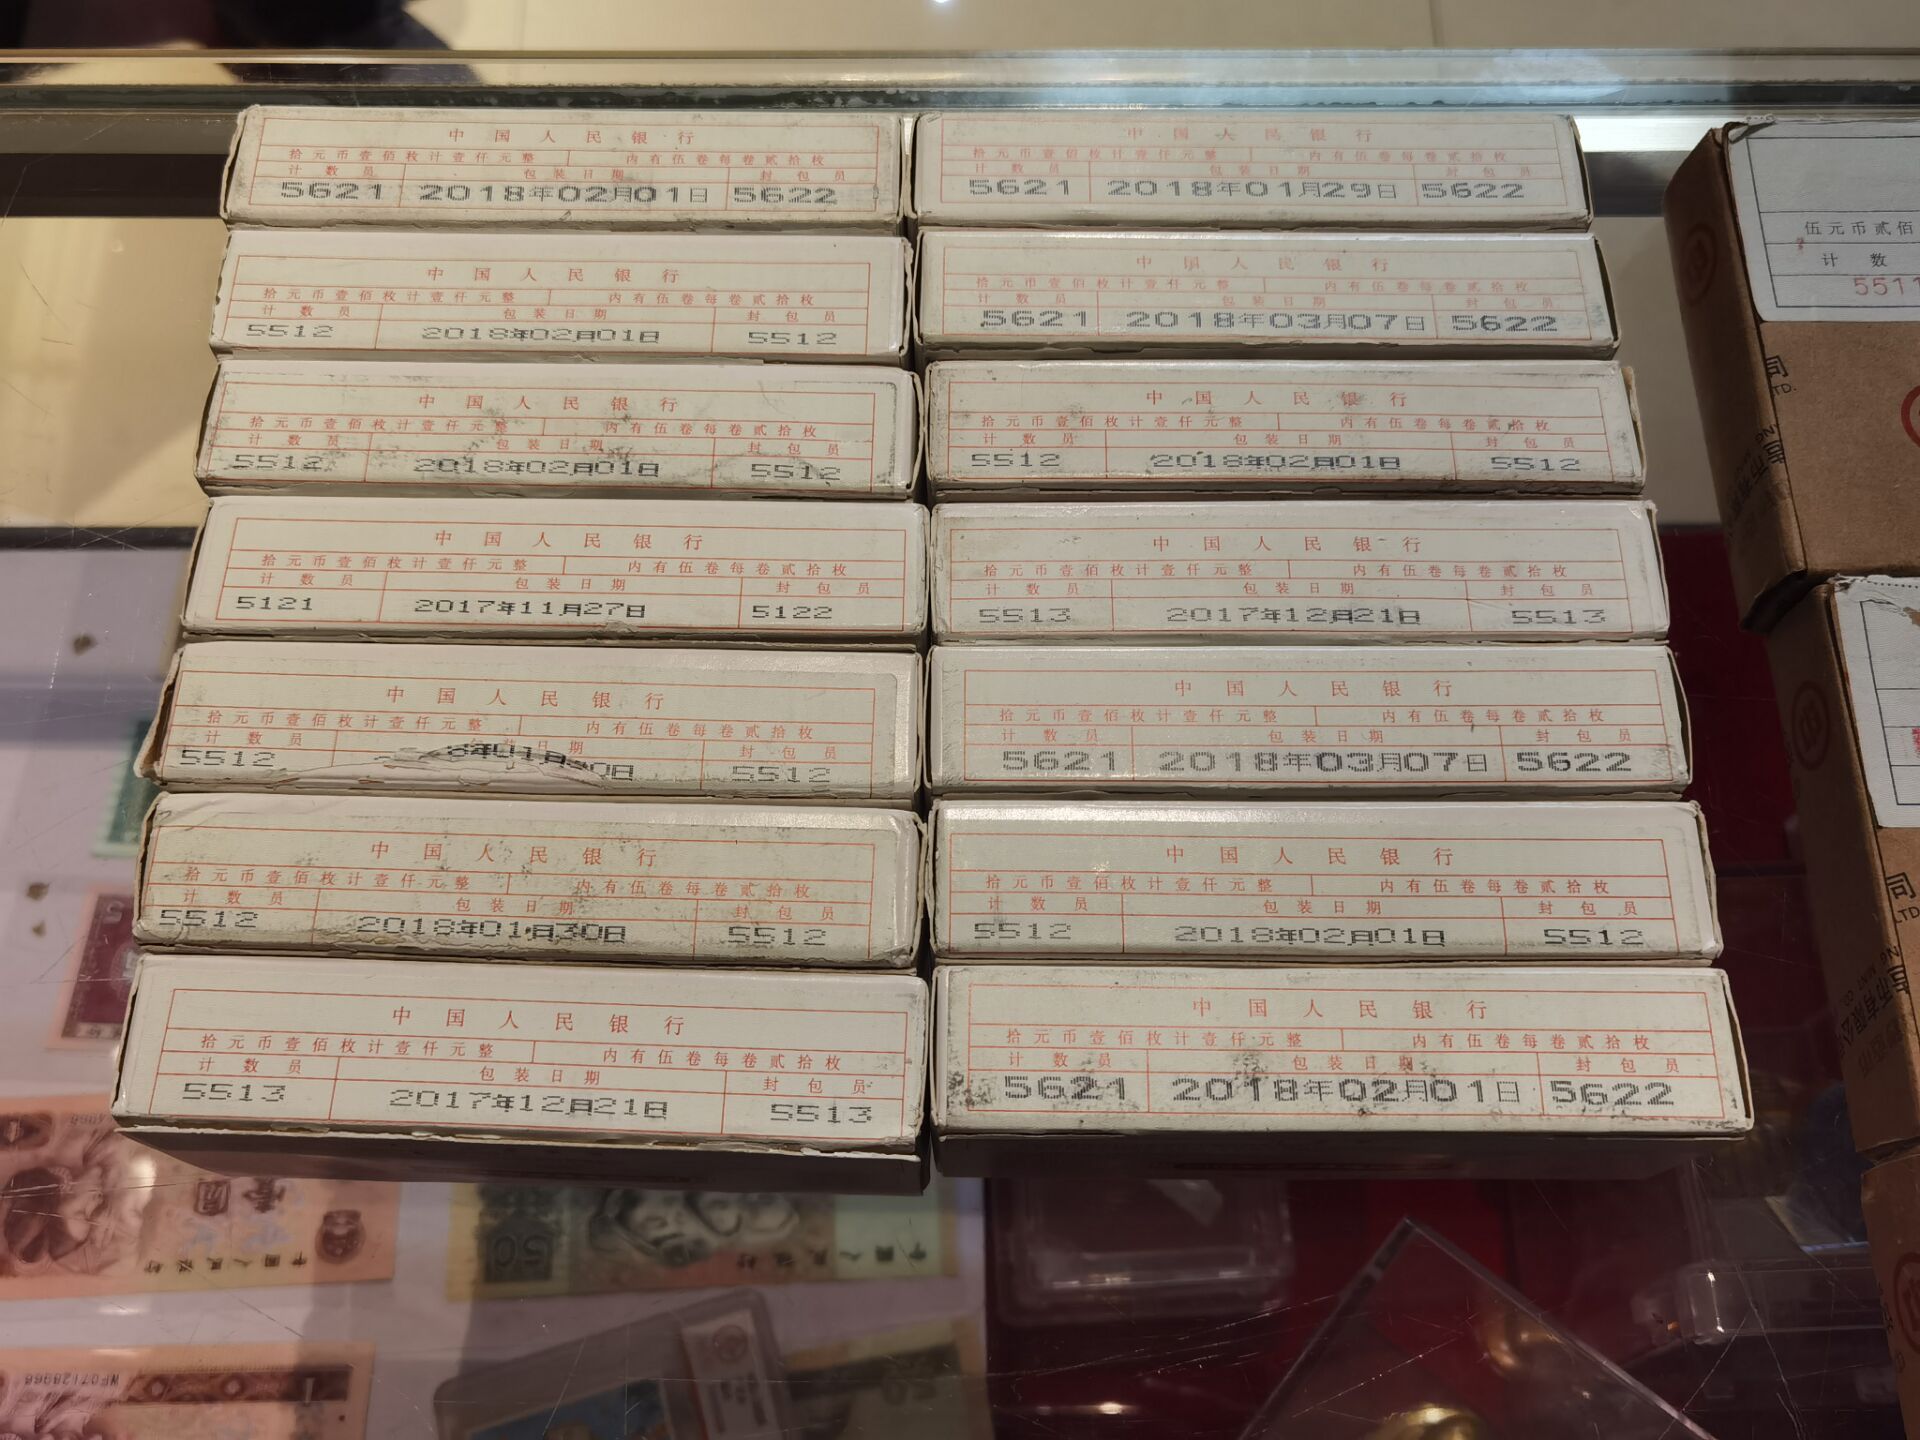 中国人民银行
拾元币壹佰枚计壹仟元整 内有伍卷每卷贰拾枚
计数员 包装日期 封包员
5621 2018年02月01日 5622
中国人民银行
拾元币壹佰枚计壹仟元整 内有伍卷每卷贰拾枚
计数员 包装日期 封包员
5512 2018年02月01日 5512
中国人民银行
拾元币壹佰枚计壹仟元整 内有伍卷每卷贰拾枚
计数员 包装日期 封包员
5512 2018年02月01日 5512
中国人民银行
拾元币壹佰枚计壹仟元整 内有伍卷每卷贰拾枚
计数员 包装日期 封包员
5121 2017年11月27日 5122
中国人民银行
拾元币壹佰枚计壹仟元整 内有伍卷每卷贰拾枚
计数员 包装日期 封包员
5512 8年01月30日 5512
中国人民银行
拾元币壹佰枚计壹仟元整 内有伍卷每卷贰拾枚
计数员 包装日期 封包员
5512 2018年01月30日 5512
中国人民银行
拾元币壹佰枚计壹仟元整 内有伍卷每卷贰拾枚
计数员 包装日期 封包员
5513 2017年12月21日 5513
中国人民银行
拾元币壹佰枚计壹仟元整 内有伍卷每卷贰拾枚
计数员 包装日期 封包员
5621 2018年01月29日 5622
中国人民银行
拾元币壹佰枚计壹仟元整 内有伍卷每卷贰拾枚
计数员 包装日期 封包员
5621 2018年03月07日 5622
中国人民银行
拾元币壹佰枚计壹仟元整 内有伍卷每卷贰拾枚
计数员 包装日期 封包员
5512 2018年02月01日 5512
中国人民银行
拾元币壹佰枚计壹仟元整 内有伍卷每卷贰拾枚
计数员 包装日期 封包员
5513 2017年12月21日 5513
中国人民银行
拾元币壹佰枚计壹仟元整 内有伍卷每卷贰拾枚
计数员 包装日期 封包员
5621 2018年03月07日 5622
中国人民银行
拾元币壹佰枚计壹仟元整 内有伍卷每卷贰拾枚
计数员 包装日期 封包员
5512 2018年02月01日 5512
中国人民银行
拾元币壹佰枚计壹仟元整 内有伍卷每卷贰拾枚
计数员 包装日期 封包员
5621 2018年02月01日 5622
伍元币贰佰
计数
5511
司
TD.
司
LTD.
壹圆
中国人民银行
50
WF07128968